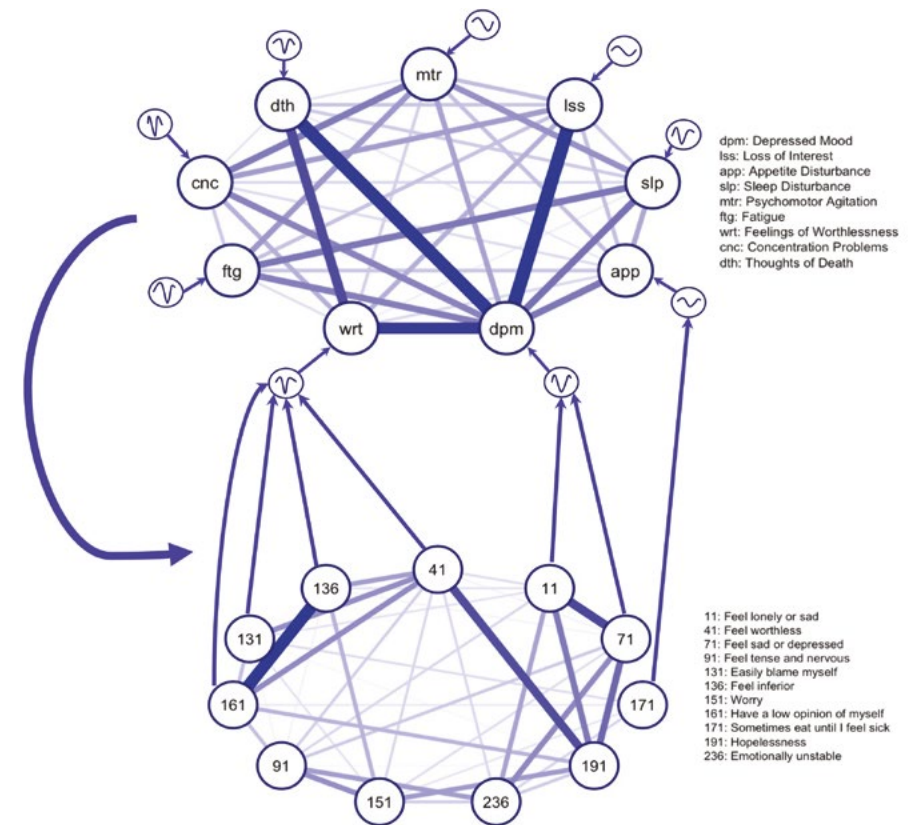 mtr
dth
lss
cnc
slp
ftg
app
wrt
dpm
dpm: Depressed Mood
lss: Loss of Interest
app: Appetite Disturbance
slp: Sleep Disturbance
mtr: Psychomotor Agitation
ftg: Fatigue
wrt: Feelings of Worthlessness
cnc: Concentration Problems
dth: Thoughts of Death
41
136
11
131
71
161
171
91
191
151
236
11: Feel lonely or sad
41: Feel worthless
71: Feel sad or depressed
91: Feel tense and nervous
131: Easily blame myself
136: Feel inferior
151: Worry
161: Have a low opinion of myself
171: Sometimes eat until I feel sick
191: Hopelessness
236: Emotionally unstable